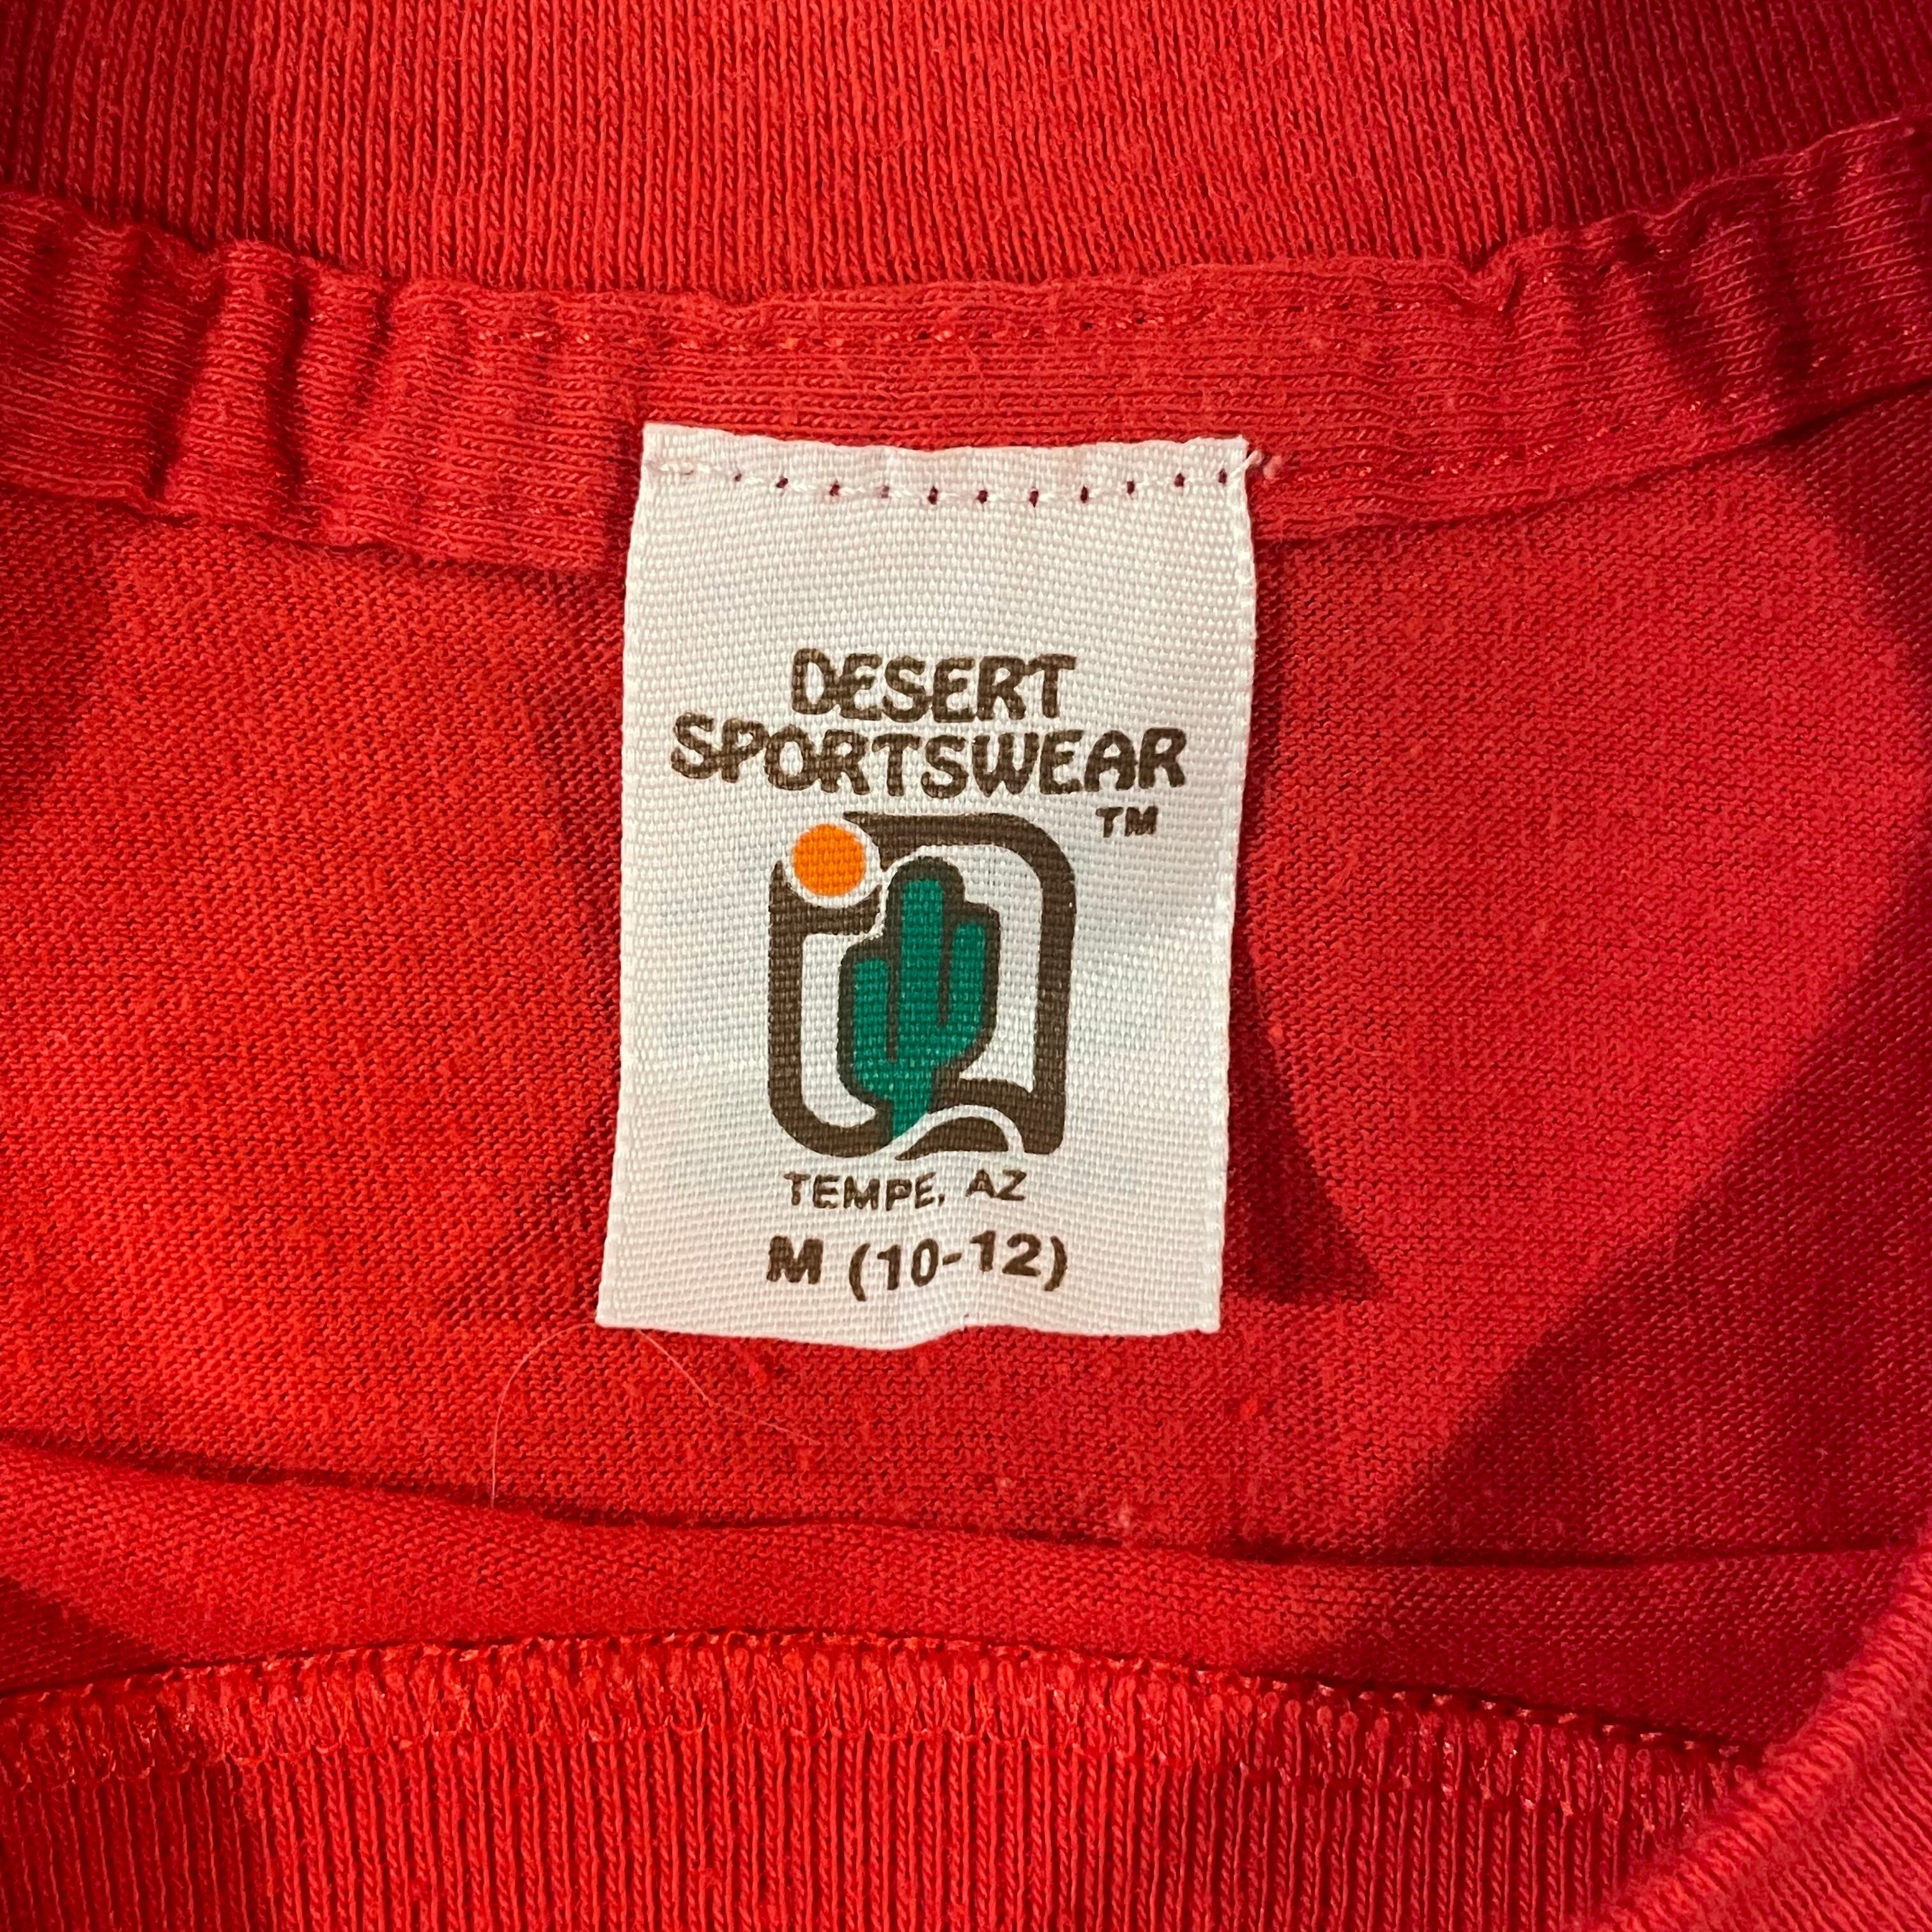 DESERT
SPORTSWEAR
TM
TEMPE, AZ
M (10-12)